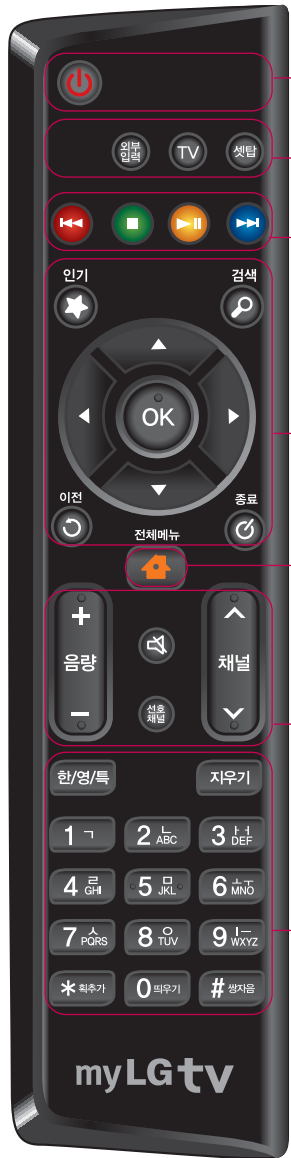 외부
입력
TV
셋탑
인기
검색
OK
이전
종료
전체메뉴
음량
채널
선호
채널
한/영/특
지우기
1 ㄱ
2 ㄴ ABC
3 ㅏㅓ DEF
4 ㄹ GHI
5 ㅁ JKL
6 ㅗㅜ MNO
7 ㅅ PQRS
8 ㅇ TUV
9 ㅣㅡ WXYZ
* 획추가
0 띄우기
# 쌍자음
myLGtv